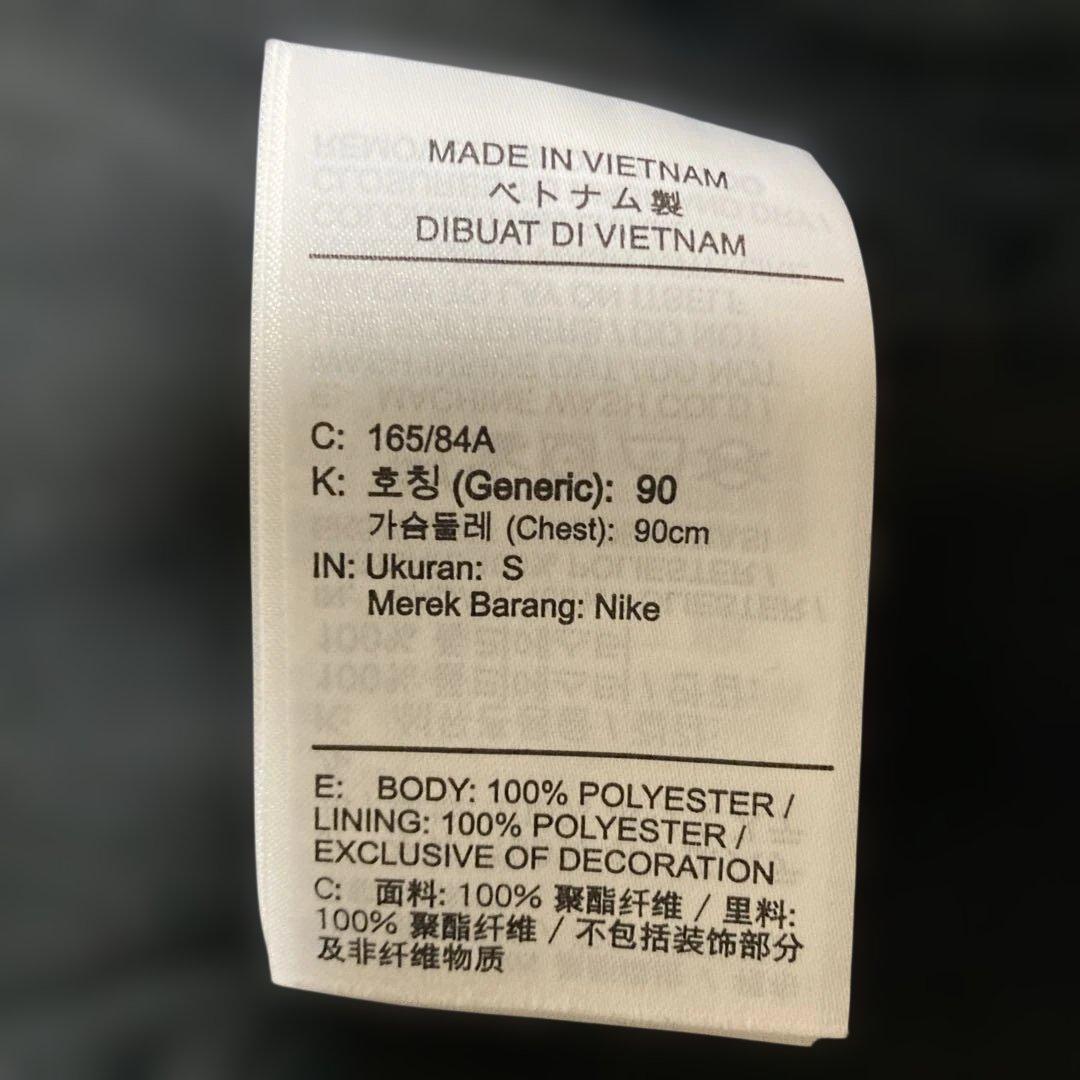 MADE IN VIETNAM
ベトナム製
DIBUAT DI VIETNAM
C: 165/84A
K: 호칭 (Generic): 90
가슴둘레 (Chest): 90cm
IN: Ukuran: S
Merek Barang: Nike
E: BODY: 100% POLYESTER /
LINING: 100% POLYESTER /
EXCLUSIVE OF DECORATION
C: 面料: 100% 聚酯纤维 / 里料:
100% 聚酯纤维 / 不包括装饰部分
及非纤维物质